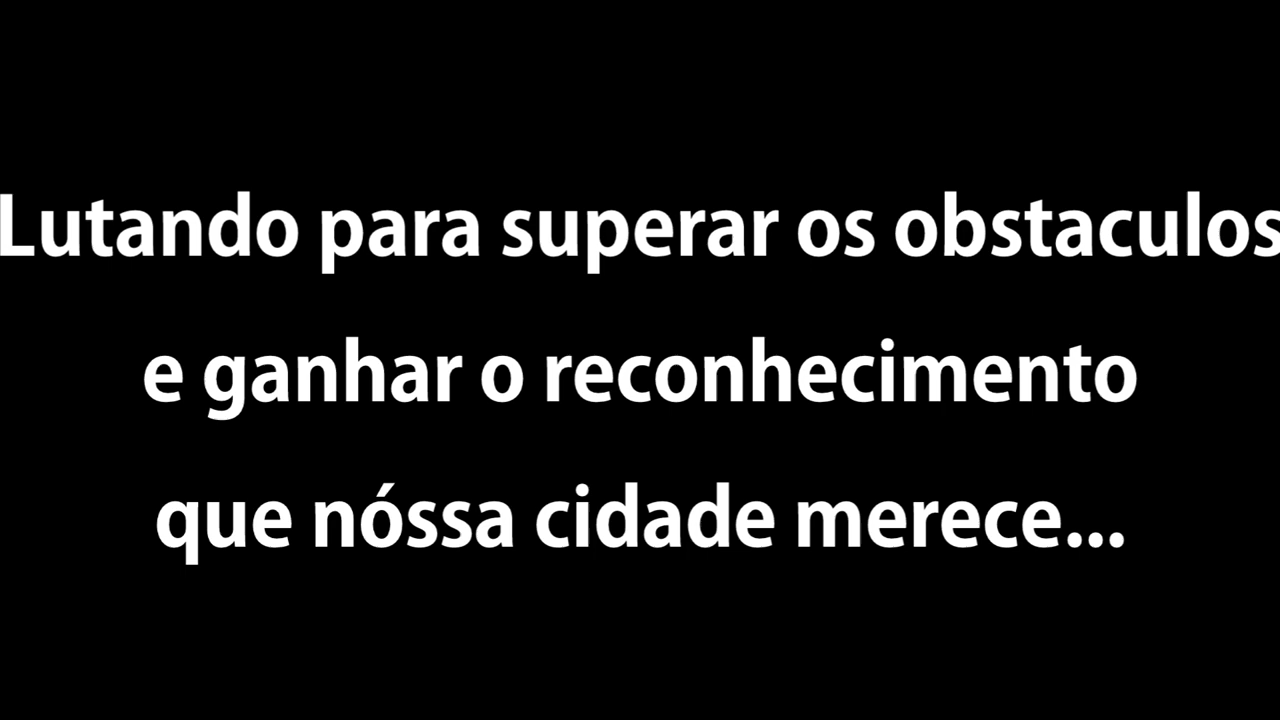 Lutando para superar os obstaculos
e ganhar o reconhecimento
que nóssa cidade merece...